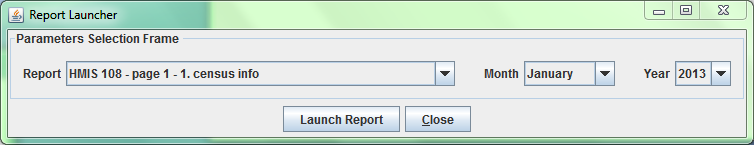 Report Launcher
Parameters Selection Frame
Report HMIS 108 - page 1 - 1. census info Month January Year 2013
Launch Report Close